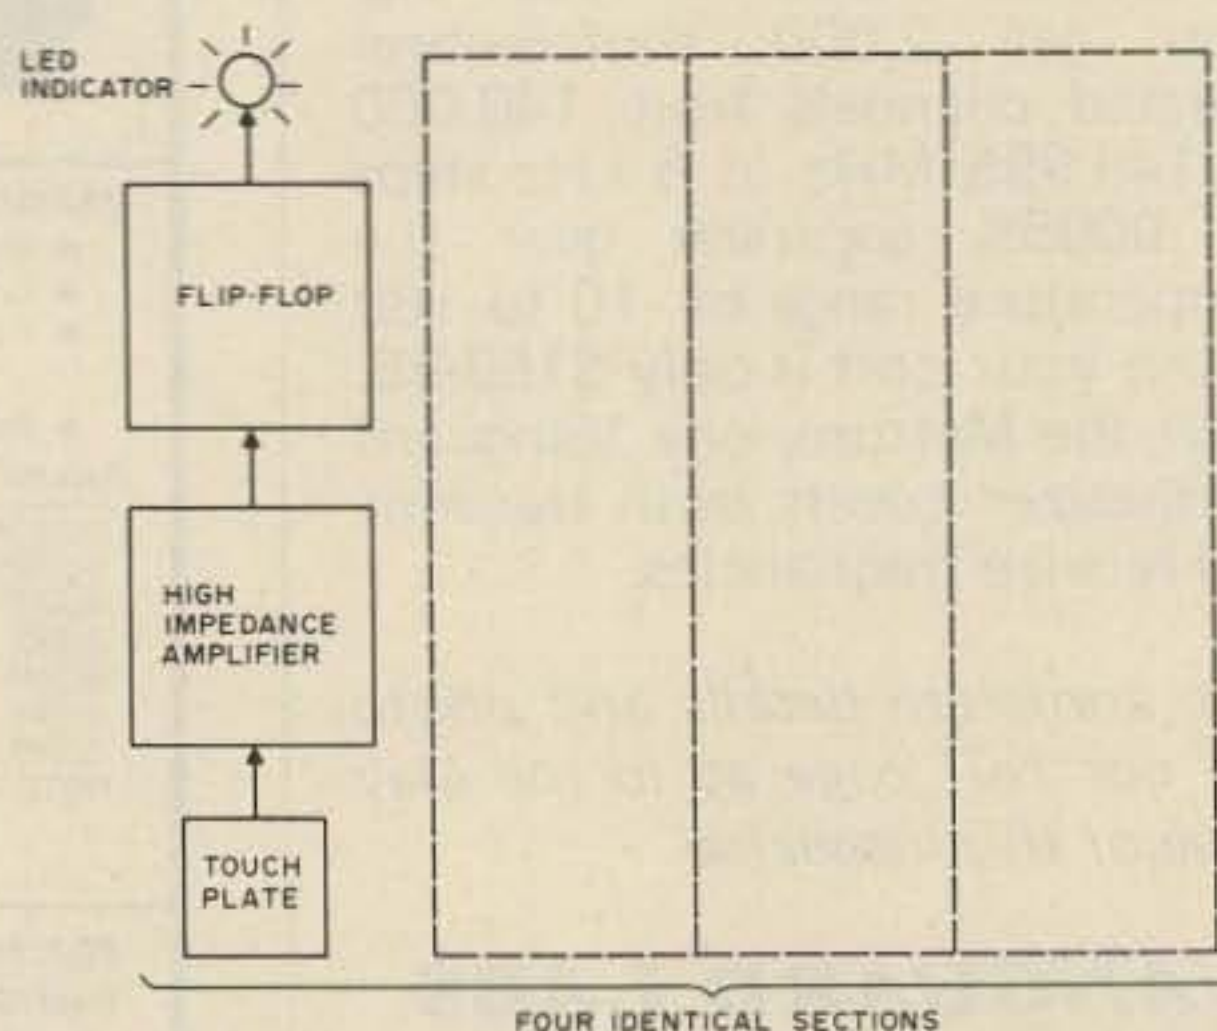 LED
INDICATOR
FLIP-FLOP
HIGH
IMPEDANCE
AMPLIFIER
TOUCH
PLATE
FOUR IDENTICAL SECTIONS